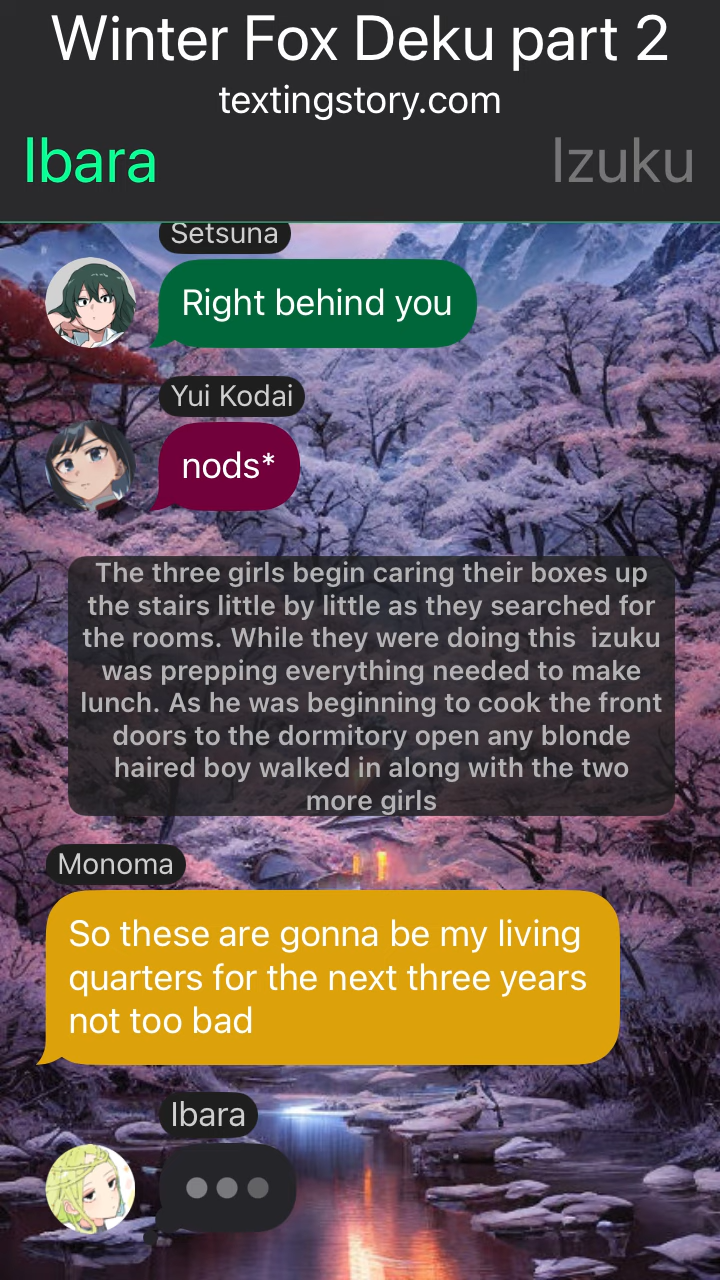 Winter Fox Deku part 2
textingstory.com
Ibara
Izuku
Setsuna
Right behind you
Yui Kodai
nods*
The three girls begin caring their boxes up
the stairs little by little as they searched for
the rooms. While they were doing this  izuku
was prepping everything needed to make
lunch. As he was beginning to cook the front
doors to the dormitory open any blonde
haired boy walked in along with the two
more girls
Monoma
So these are gonna be my living
quarters for the next three years
not too bad
Ibara